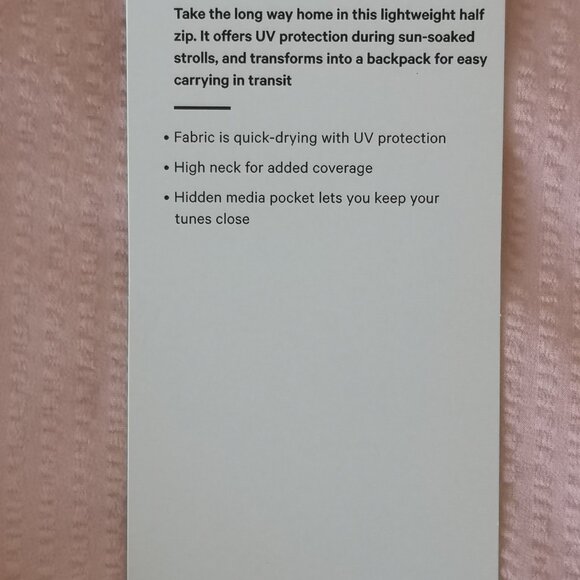 Take the long way home in this lightweight half
zip. It offers UV protection during sun-soaked
strolls, and transforms into a backpack for easy
carrying in transit
• Fabric is quick-drying with UV protection
• High neck for added coverage
• Hidden media pocket lets you keep your
tunes close